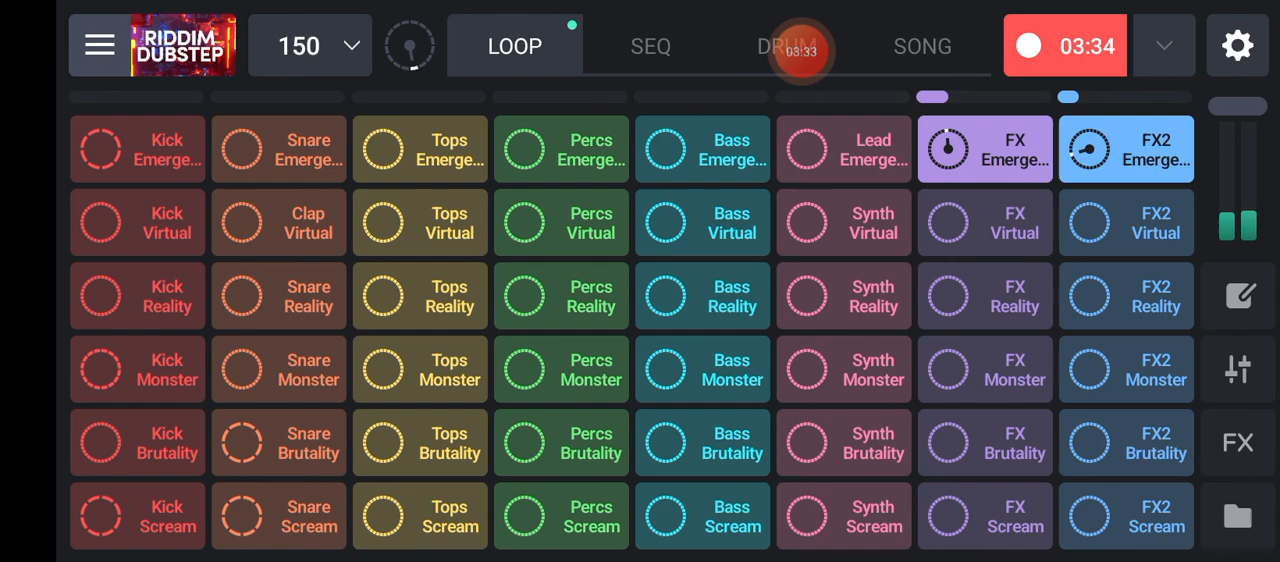 RIDDIM
DUBSTEP
150
LOOP
SEQ
DRUM
03:33
SONG
03:34
Kick
Emerge...
Snare
Emerge...
Tops
Emerge...
Percs
Emerge...
Bass
Emerge...
Lead
Emerge...
FX
Emerge...
FX2
Emerge...
Kick
Virtual
Clap
Virtual
Tops
Virtual
Percs
Virtual
Bass
Virtual
Synth
Virtual
FX
Virtual
FX2
Virtual
Kick
Reality
Snare
Reality
Tops
Reality
Percs
Reality
Bass
Reality
Synth
Reality
FX
Reality
FX2
Reality
Kick
Monster
Snare
Monster
Tops
Monster
Percs
Monster
Bass
Monster
Synth
Monster
FX
Monster
FX2
Monster
Kick
Brutality
Snare
Brutality
Tops
Brutality
Percs
Brutality
Bass
Brutality
Synth
Brutality
FX
Brutality
FX2
Brutality
FX
Kick
Scream
Snare
Scream
Tops
Scream
Percs
Scream
Bass
Scream
Synth
Scream
FX
Scream
FX2
Scream